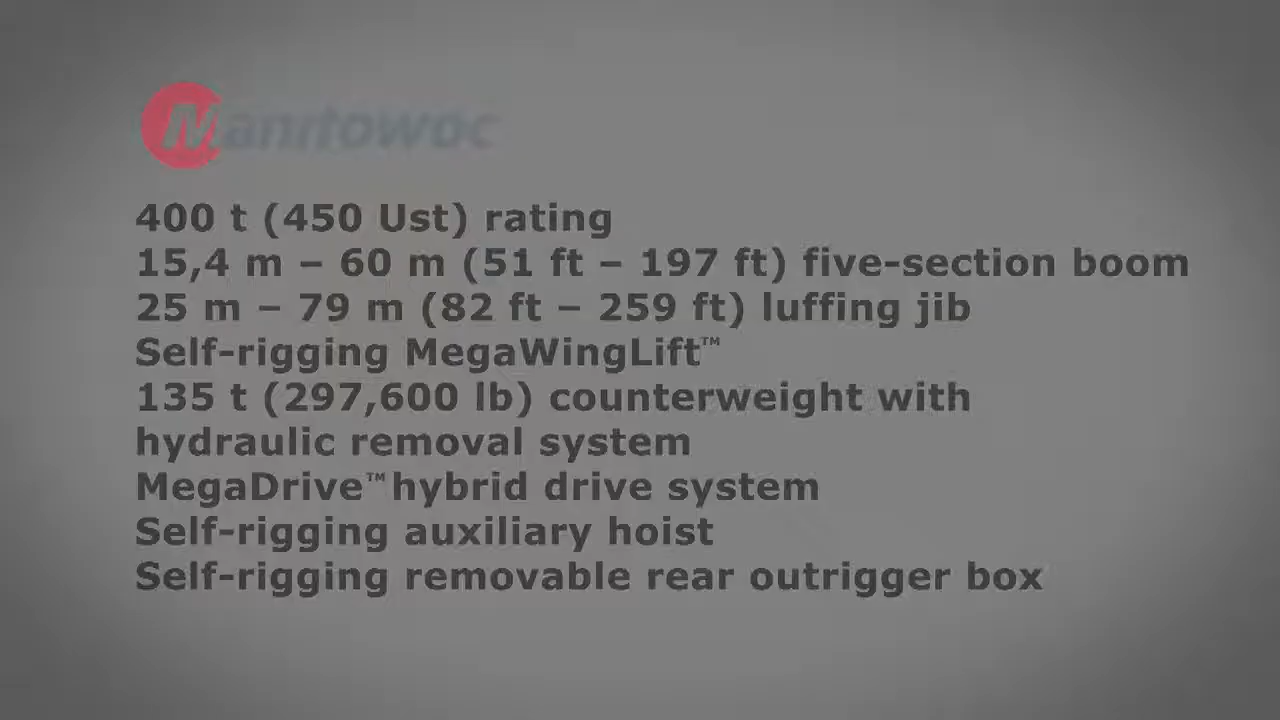 Manitowoc
400 t (450 Ust) rating
15,4 m – 60 m (51 ft – 197 ft) five-section boom
25 m – 79 m (82 ft – 259 ft) luffing jib
Self-rigging MegaWingLift™
135 t (297,600 lb) counterweight with
hydraulic removal system
MegaDrive™ hybrid drive system
Self-rigging auxiliary hoist
Self-rigging removable rear outrigger box